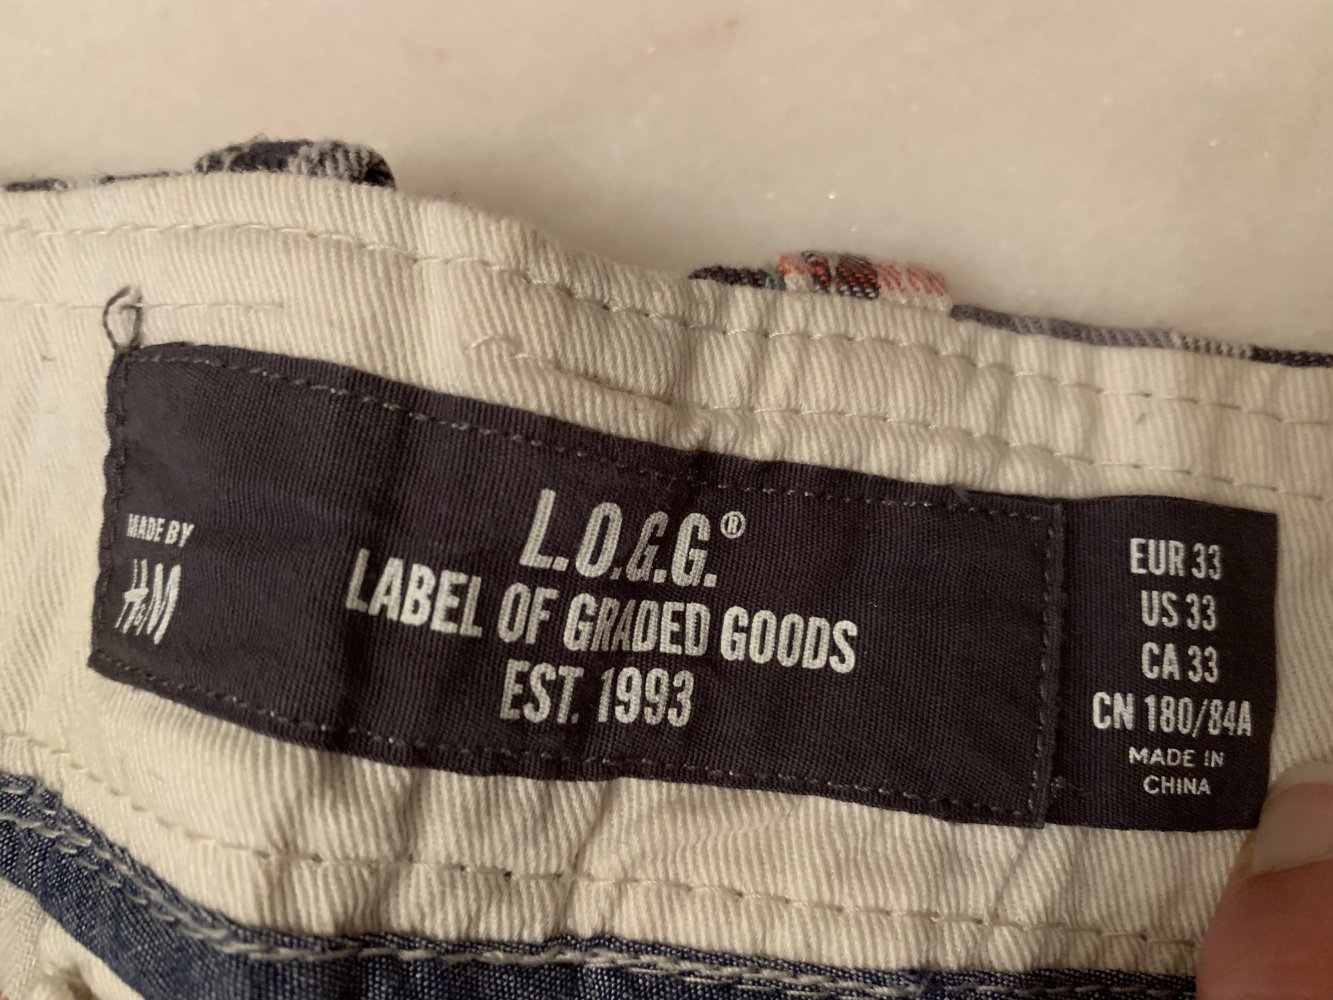 MADE BY
H&M
L.O.G.G.®
LABEL OF GRADED GOODS
EST. 1993
EUR 33
US 33
CA 33
CN 180/84A
MADE IN
CHINA